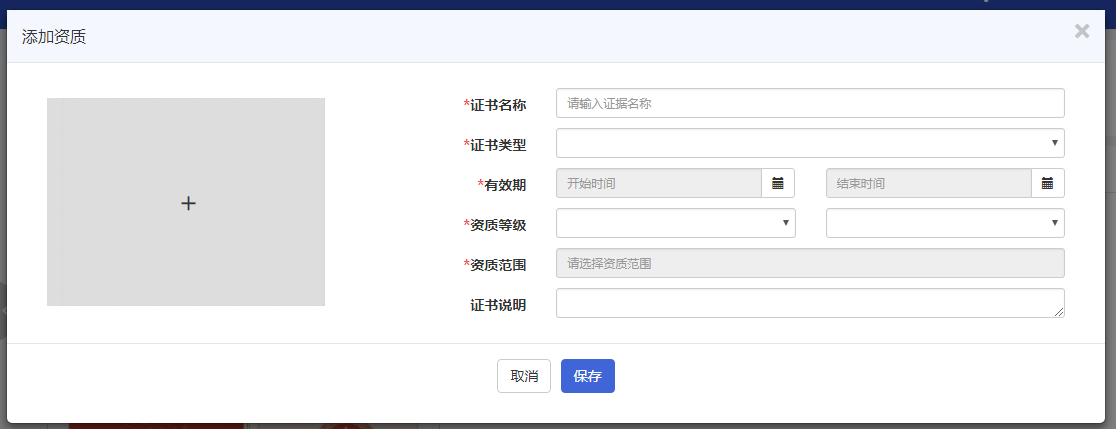 添加资质
×
+
*证书名称 请输入证据名称
*证书类型
*有效期 开始时间 结束时间
*资质等级
*资质范围 请选择资质范围
证书说明
取消 保存